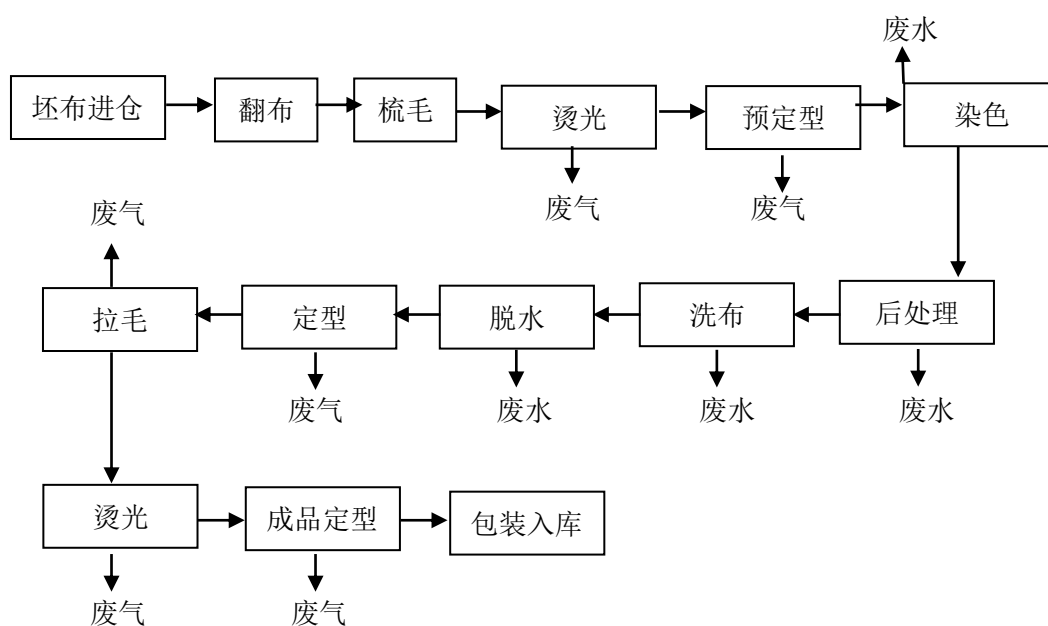 废水
坯布进仓
翻布
梳毛
烫光
预定型
染色
废气
废气
废气
拉毛
定型
脱水
洗布
后处理
废气
废水
废水
废水
烫光
成品定型
包装入库
废气
废气